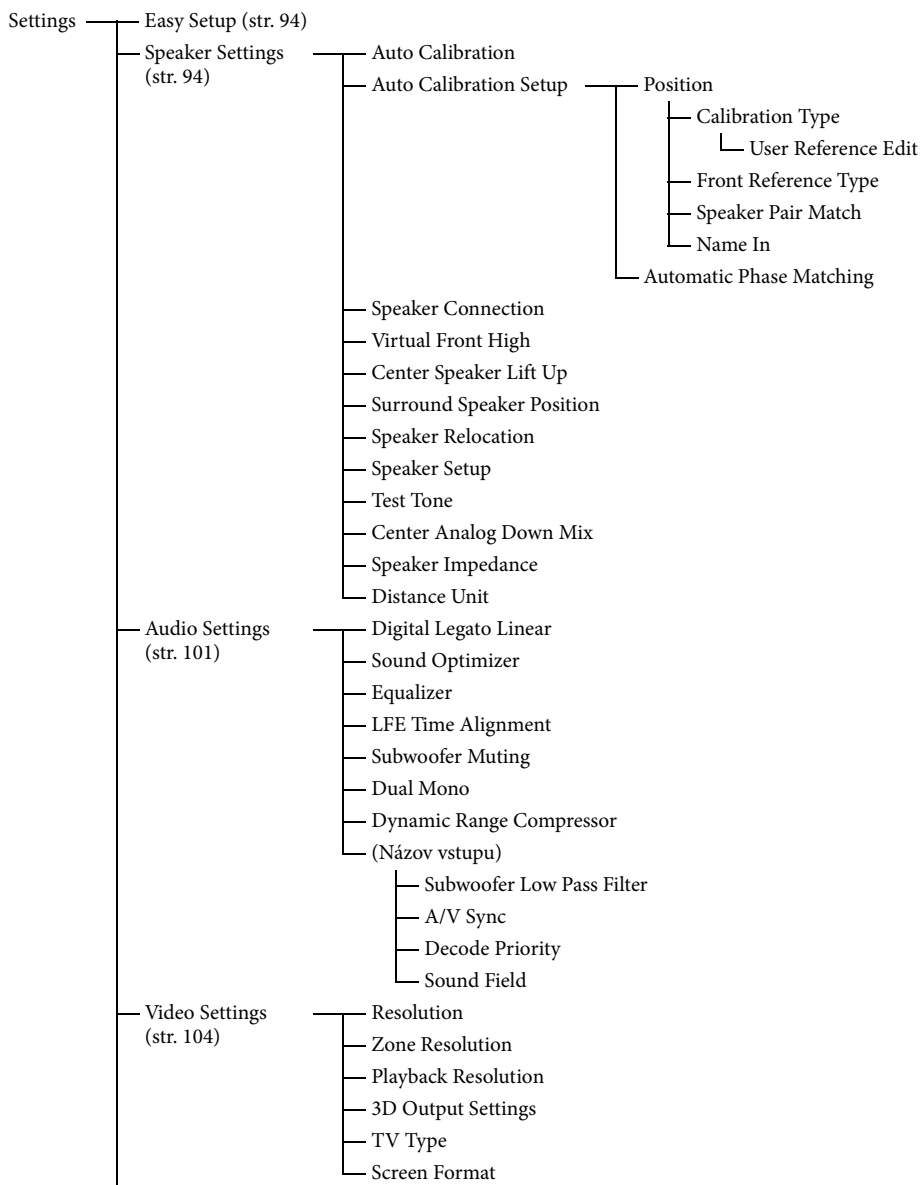 Settings
Easy Setup (str. 94)
Speaker Settings
(str. 94)
Auto Calibration
Auto Calibration Setup
Position
Calibration Type
User Reference Edit
Front Reference Type
Speaker Pair Match
Name In
Automatic Phase Matching
Speaker Connection
Virtual Front High
Center Speaker Lift Up
Surround Speaker Position
Speaker Relocation
Speaker Setup
Test Tone
Center Analog Down Mix
Speaker Impedance
Distance Unit
Audio Settings
(str. 101)
Digital Legato Linear
Sound Optimizer
Equalizer
LFE Time Alignment
Subwoofer Muting
Dual Mono
Dynamic Range Compressor
(Názov vstupu)
Subwoofer Low Pass Filter
A/V Sync
Decode Priority
Sound Field
Video Settings
(str. 104)
Resolution
Zone Resolution
Playback Resolution
3D Output Settings
TV Type
Screen Format